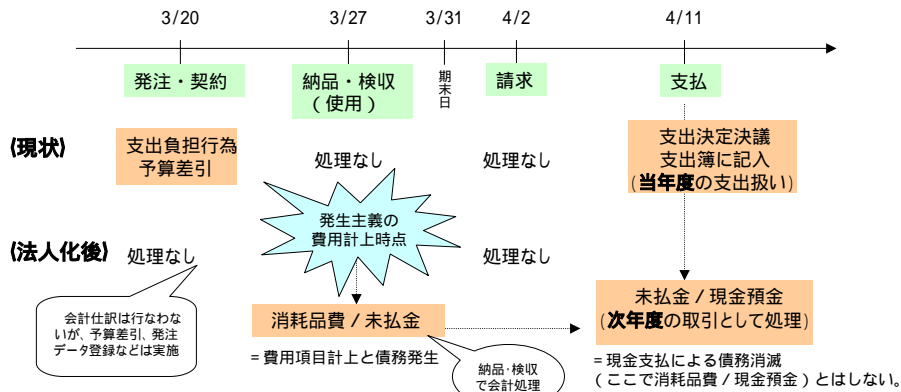 3/20
3/27
3/31
4/2
4/11
発注・契約
納品・検収
(使用)
期末日
請求
支払
(現状)
支出負担行為
予算差引
処理なし
処理なし
支出決定決議
支出簿に記入
(当年度の支出扱い)
発生主義の
費用計上時点
(法人化後)
処理なし
処理なし
会計仕訳は行なわな
いが、予算差引、発注
データ登録などは実施
消耗品費/未払金
=費用項目計上と債務発生
納品・検収
で会計処理
未払金/現金預金
(次年度の取引として処理)
=現金支払による債務消滅
(ここで消耗品費/現金預金)とはしない。